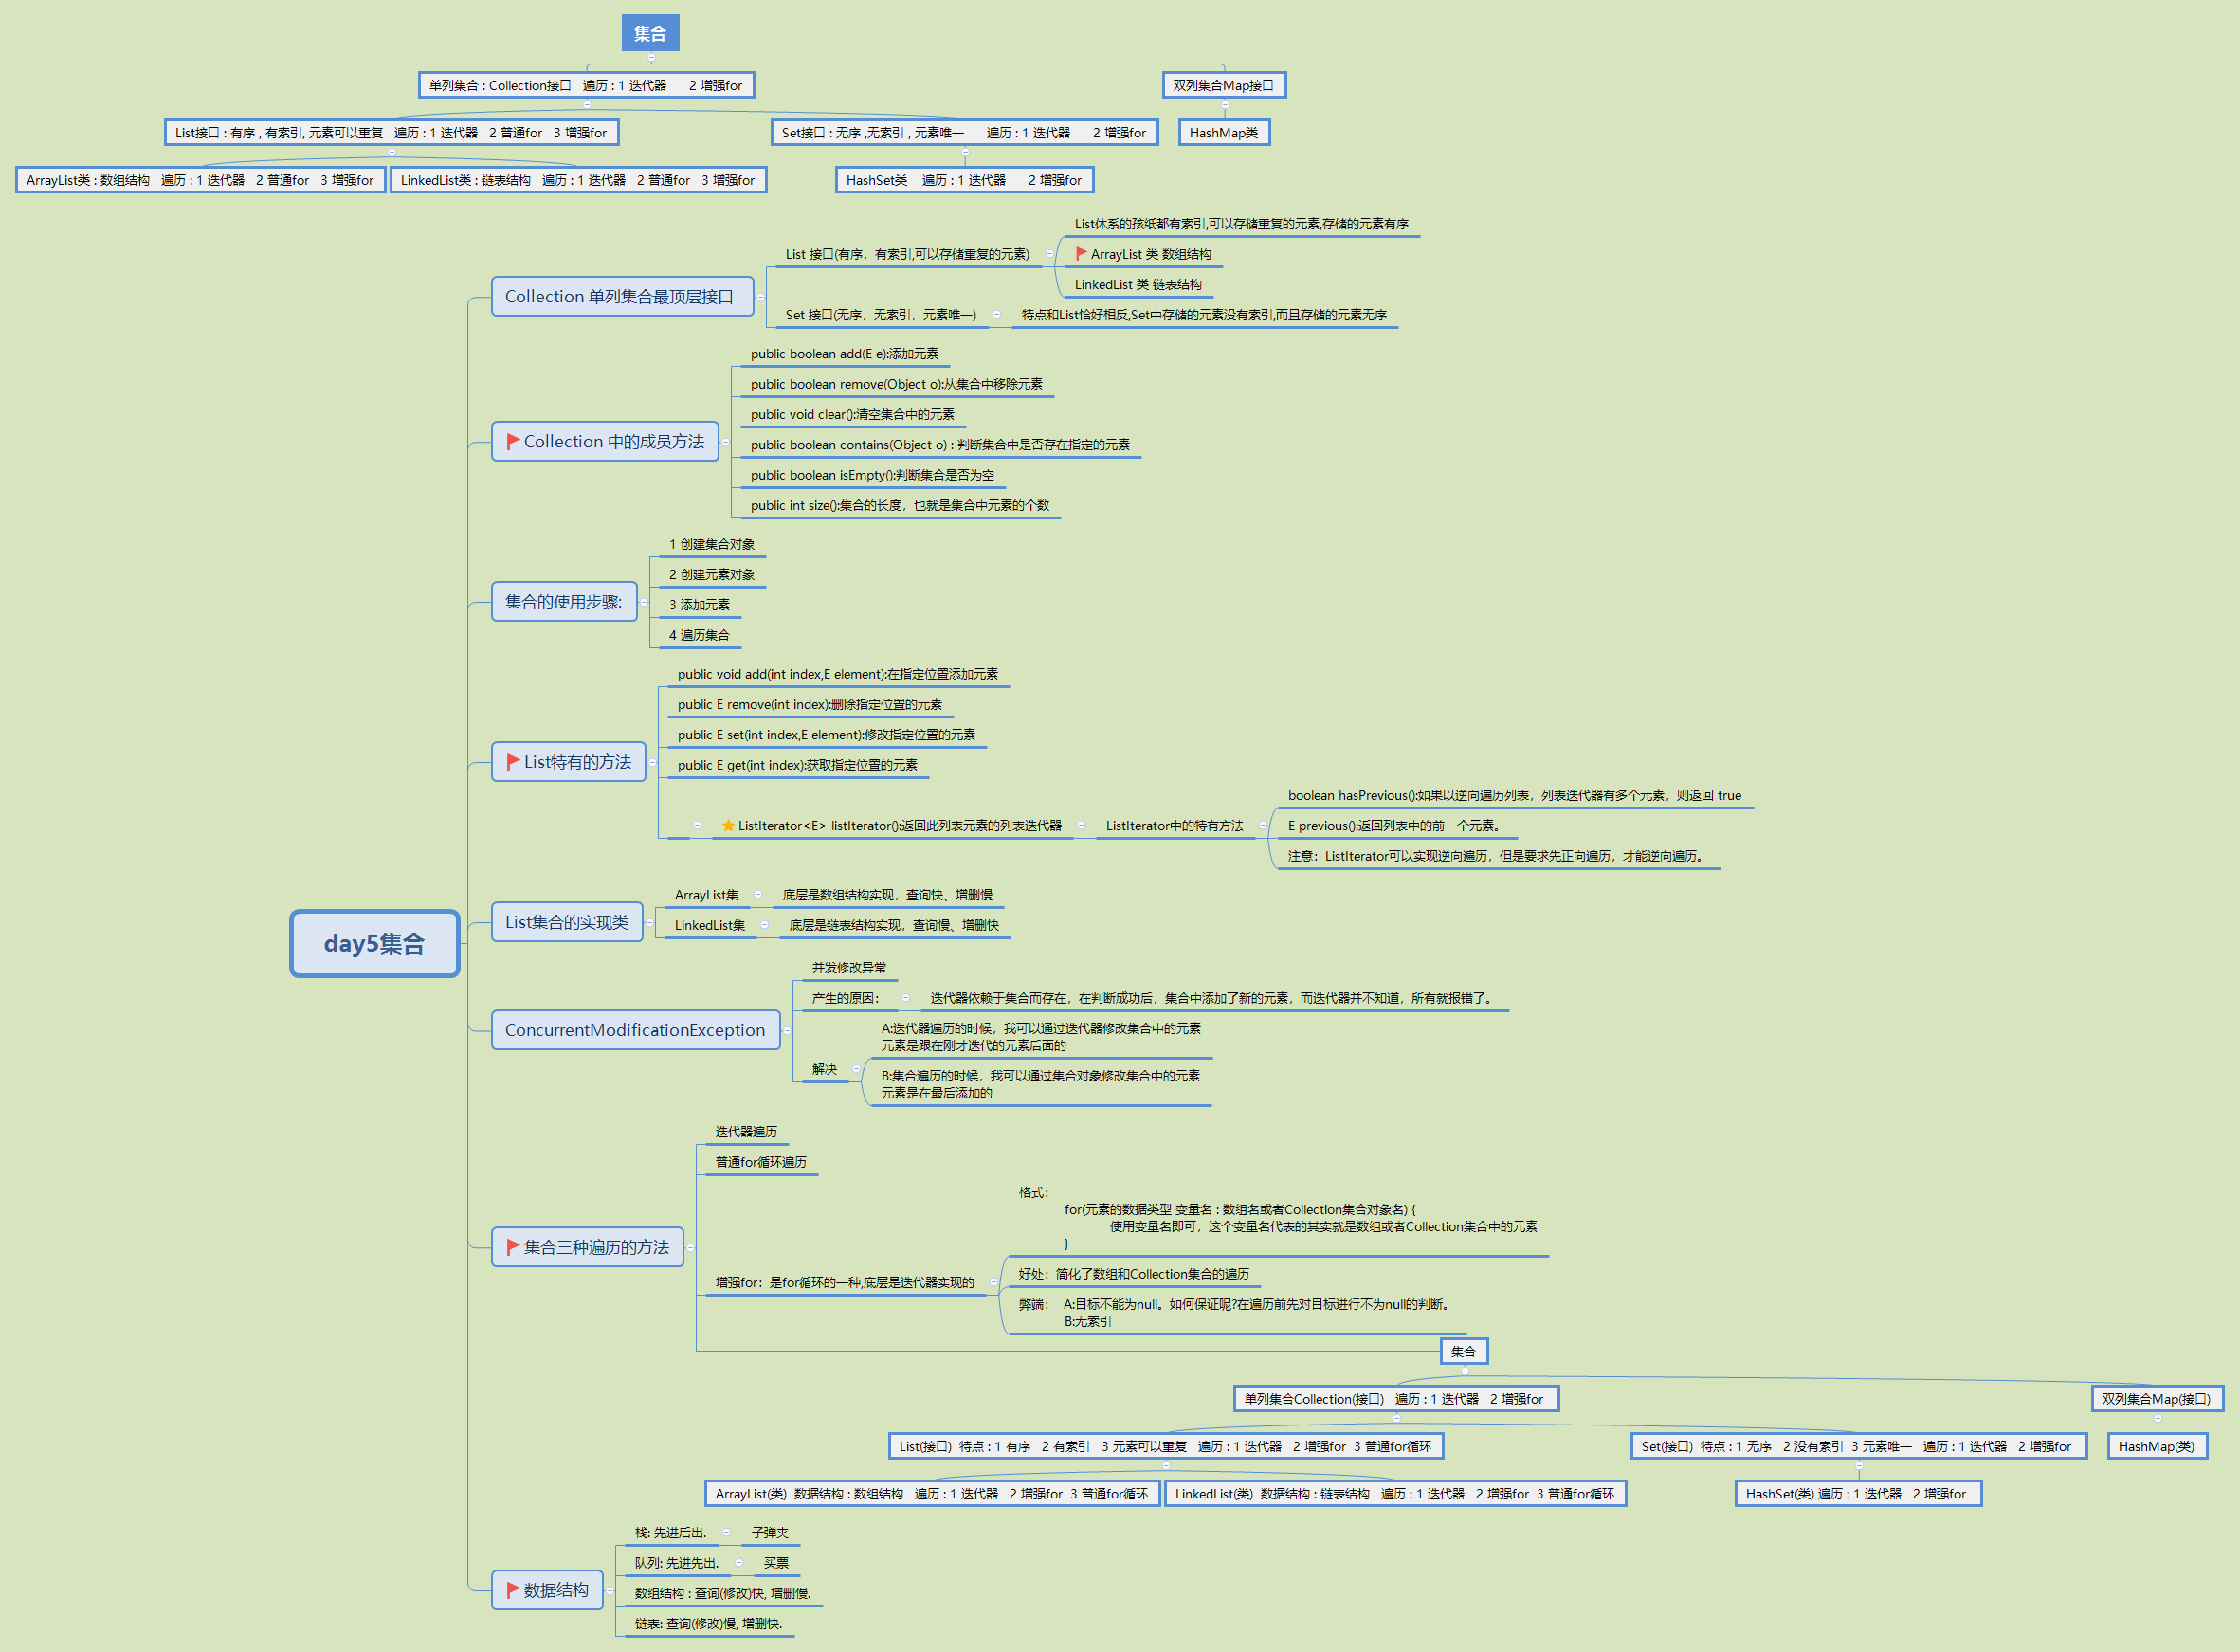 集合
单列集合 : Collection接口 遍历 : 1 迭代器 2 增强for
双列集合Map接口
List接口 : 有序 , 有索引, 元素可以重复 遍历 : 1 迭代器 2 普通for 3 增强for
Set接口 : 无序 ,无索引 , 元素唯一 遍历 : 1 迭代器 2 增强for
HashMap类
ArrayList类 : 数组结构 遍历 : 1 迭代器 2 普通for 3 增强for
LinkedList类 : 链表结构 遍历 : 1 迭代器 2 普通for 3 增强for
HashSet类 遍历 : 1 迭代器 2 增强for
day5集合
Collection 单列集合最顶层接口
List 接口(有序，有索引,可以存储重复的元素)
List体系的孩纸都有索引,可以存储重复的元素,存储的元素有序
ArrayList 类 数组结构
LinkedList 类 链表结构
Set 接口(无序，无索引，元素唯一)
特点和List恰好相反,Set中存储的元素没有索引,而且存储的元素无序
Collection 中的成员方法
public boolean add(E e):添加元素
public boolean remove(Object o):从集合中移除元素
public void clear():清空集合中的元素
public boolean contains(Object o) : 判断集合中是否存在指定的元素
public boolean isEmpty():判断集合是否为空
public int size():集合的长度，也就是集合中元素的个数
集合的使用步骤:
1 创建集合对象
2 创建元素对象
3 添加元素
4 遍历集合
List特有的方法
public void add(int index,E element):在指定位置添加元素
public E remove(int index):删除指定位置的元素
public E set(int index,E element):修改指定位置的元素
public E get(int index):获取指定位置的元素
ListIterator<E> listIterator():返回此列表元素的列表迭代器
ListIterator中的特有方法
boolean hasPrevious():如果以逆向遍历列表，列表迭代器有多个元素，则返回 true
E previous():返回列表中的前一个元素。
注意：ListIterator可以实现逆向遍历，但是要求先正向遍历，才能逆向遍历。
List集合的实现类
ArrayList集
底层是数组结构实现，查询快、增删慢
LinkedList集
底层是链表结构实现，查询慢、增删快
ConcurrentModificationException
并发修改异常
产生的原因：
迭代器依赖于集合而存在，在判断成功后，集合中添加了新的元素，而迭代器并不知道，所有就报错了。
解决
A:迭代器遍历的时候，我可以通过迭代器修改集合中的元素
元素是跟在刚才迭代的元素后面的
B:集合遍历的时候，我可以通过集合对象修改集合中的元素
元素是在最后添加的
集合三种遍历的方法
迭代器遍历
普通for循环遍历
增强for：是for循环的一种,底层是迭代器实现的
格式：
for(元素的数据类型 变量名 : 数组名或者Collection集合对象名) {
使用变量名即可，这个变量名代表的其实就是数组或者Collection集合中的元素
}
好处：简化了数组和Collection集合的遍历
弊端： A:目标不能为null。如何保证呢?在遍历前先对目标进行不为null的判断。
B:无索引
集合
单列集合Collection(接口) 遍历 : 1 迭代器 2 增强for
双列集合Map(接口)
List(接口) 特点 : 1 有序 2 有索引 3 元素可以重复 遍历 : 1 迭代器 2 增强for 3 普通for循环
Set(接口) 特点 : 1 无序 2 没有索引 3 元素唯一 遍历 : 1 迭代器 2 增强for
HashMap(类)
ArrayList(类) 数据结构 : 数组结构 遍历 : 1 迭代器 2 增强for 3 普通for循环
LinkedList(类) 数据结构 : 链表结构 遍历 : 1 迭代器 2 增强for 3 普通for循环
HashSet(类) 遍历 : 1 迭代器 2 增强for
数据结构
栈: 先进后出.
子弹夹
队列: 先进先出.
买票
数组结构 : 查询(修改)快, 增删慢.
链表: 查询(修改)慢, 增删快.